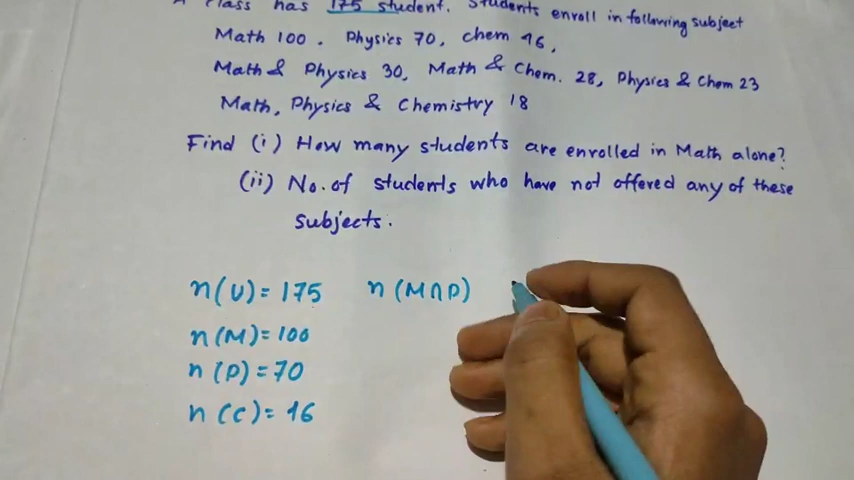 A class has 175 student. Students enroll in following subject
Math 100. Physics 70, chem 46,
Math & Physics 30, Math & Chem. 28, Physics & Chem 23
Math, Physics & Chemistry 18
Find (i) How many students are enrolled in Math alone?
(ii) No. of students who have not offered any of these
subjects.
n(U) = 175 n(M∩P)
n(M) = 100
n(P) = 70
n(C) = 46